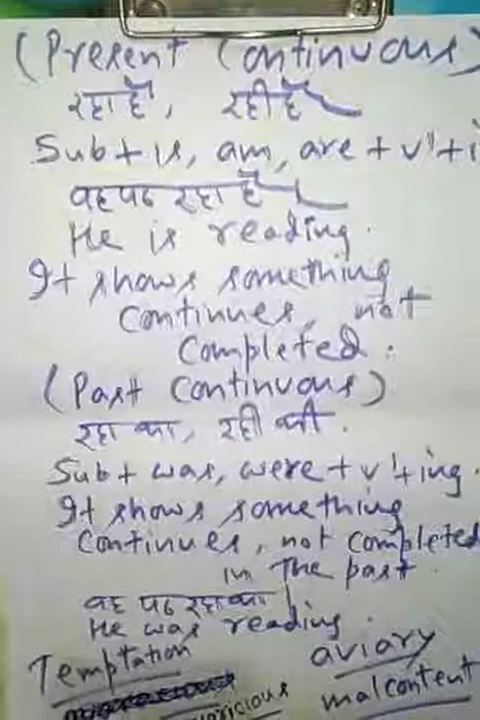 (Present Continuous)
रहा है, रही है
Sub + is, am, are + v¹ + i
वह पढ रहा है।
He is reading.
It shows something
continues, not
completed.
(Past Continuous)
रहा था, रही थी.
Sub + was, were + v¹ + ing.
It shows something
continues, not completed
in the past.
वह पढ रहा था।
He was reading.
Temptation
aviary
malcontent